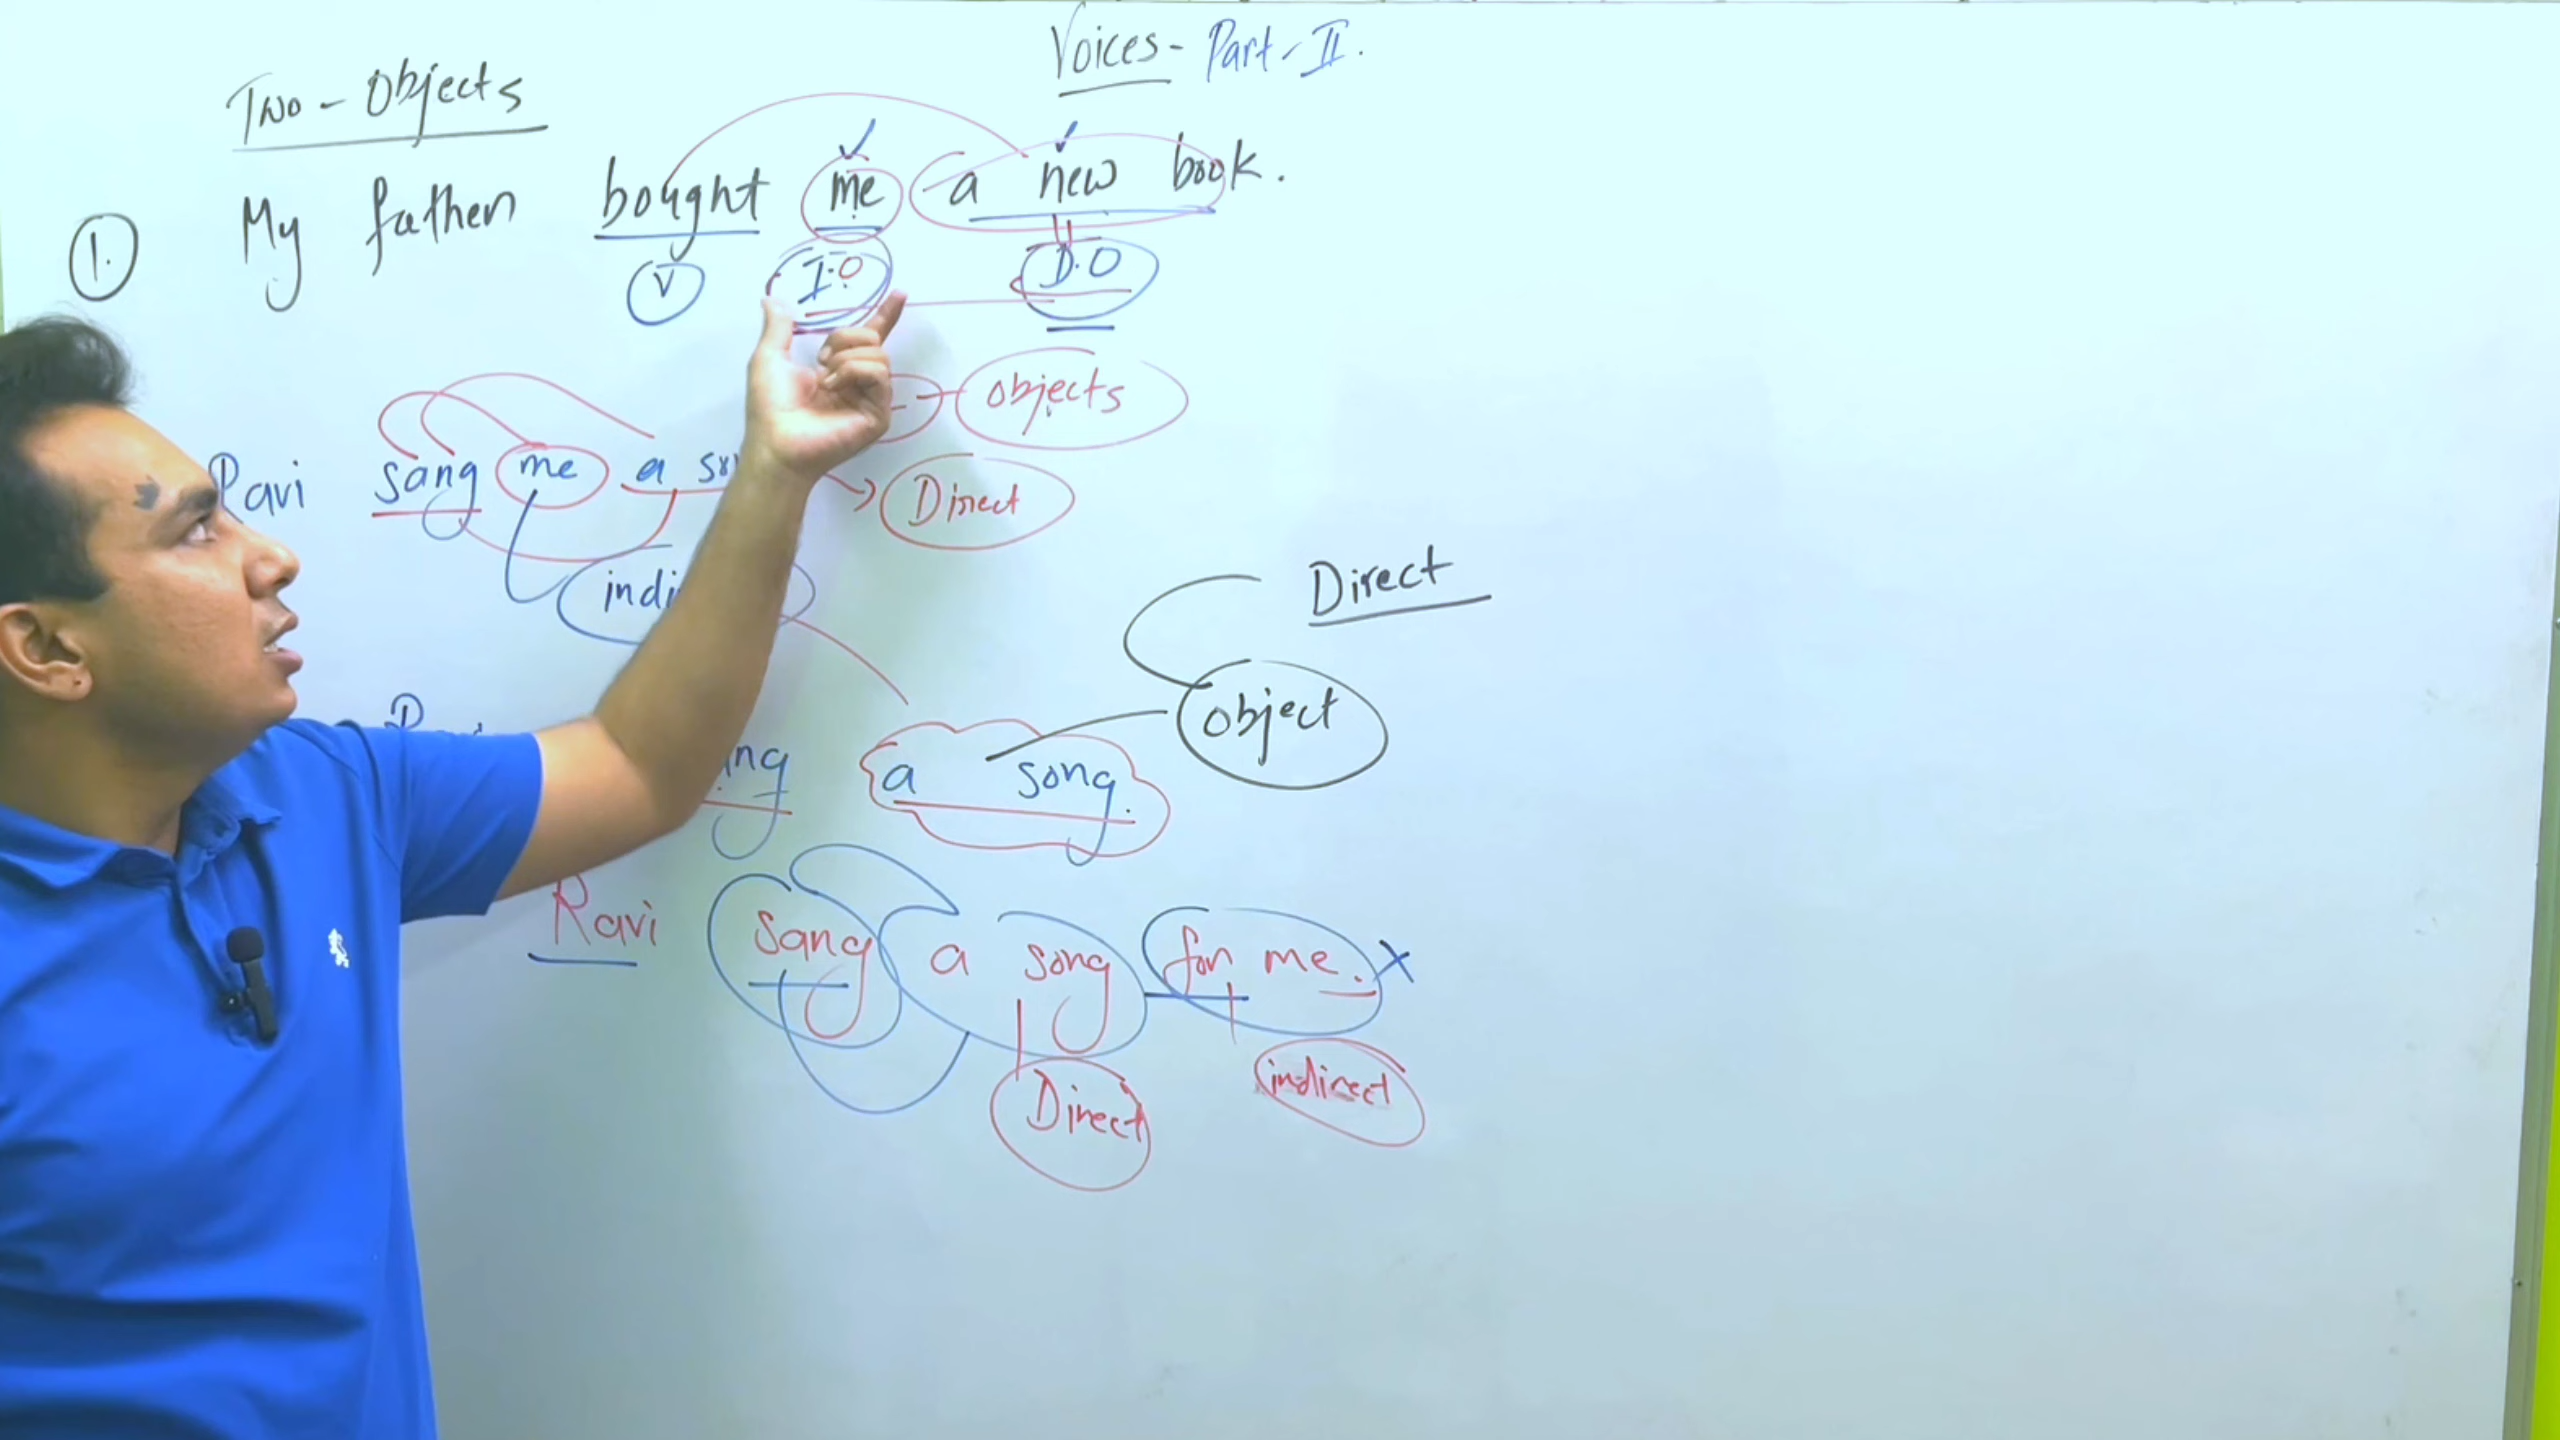 Voices - Part - II.
Two - Objects
1. My father bought me a new book.
V I.O D.O
objects
Ravi sang me a
Direct
Direct
object
a song.
Ravi sang a song for me. x
Direct indirect